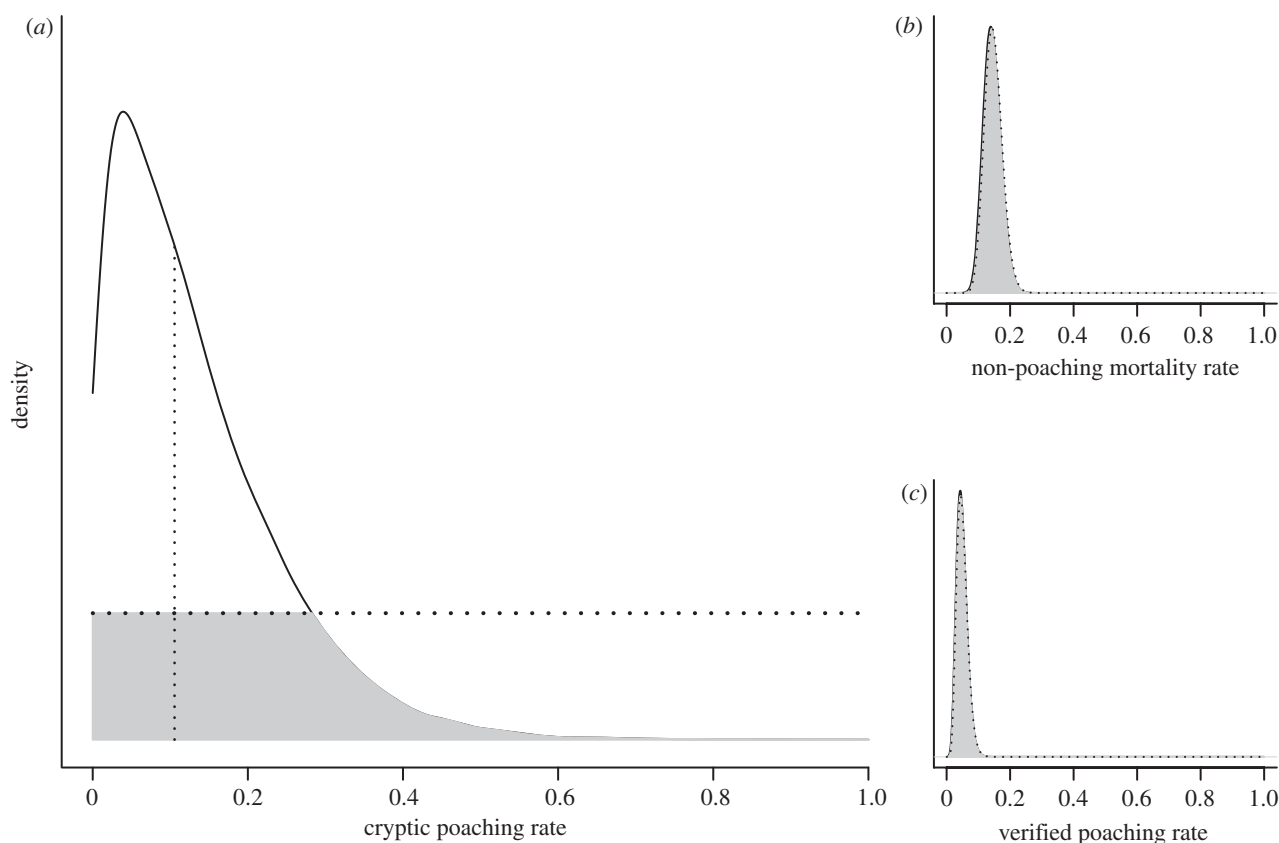 (a)
density
0 0.2 0.4 0.6 0.8 1.0
cryptic poaching rate
(b)
0 0.2 0.4 0.6 0.8 1.0
non-poaching mortality rate
(c)
0 0.2 0.4 0.6 0.8 1.0
verified poaching rate